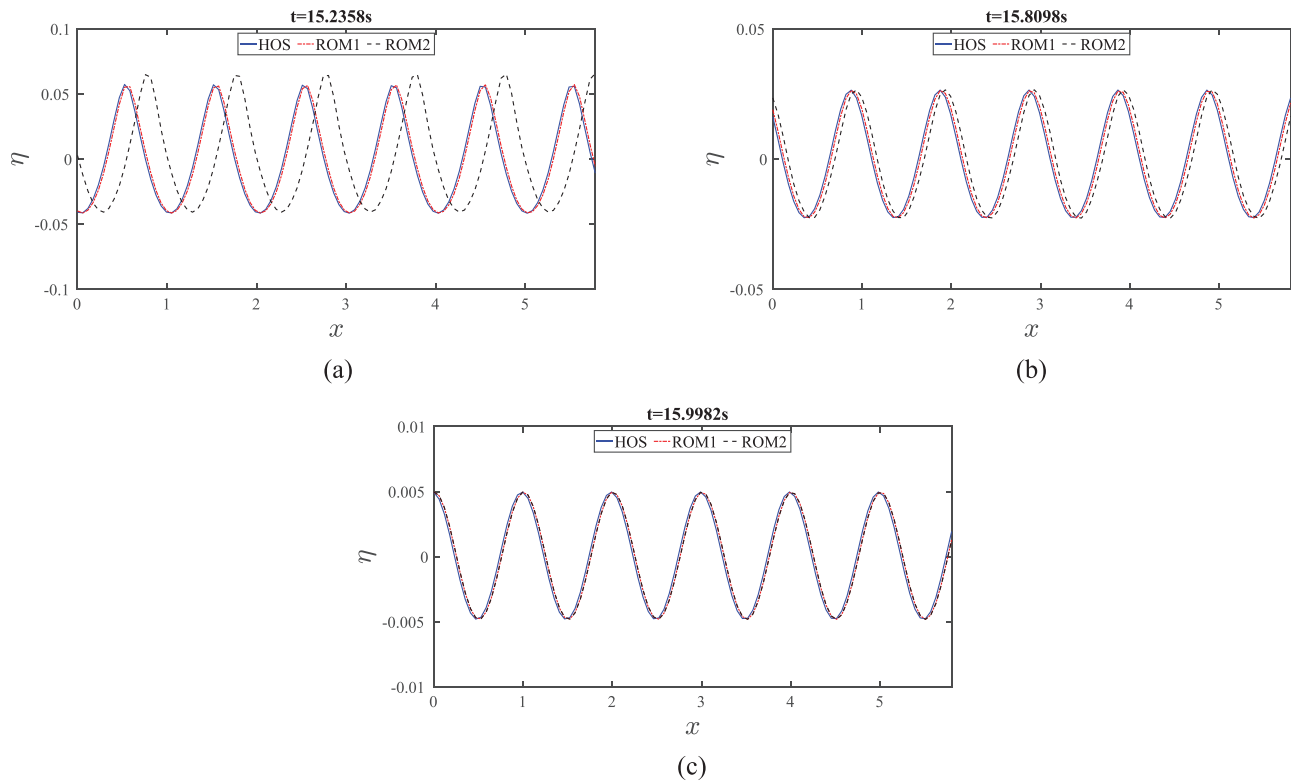 t=15.2358s
HOS ROM1 ROM2
0.1
0.05
0
-0.05
-0.1
η
0 1 2 3 4 5
x
(a)
t=15.8098s
HOS ROM1 ROM2
0.05
0
-0.05
η
0 1 2 3 4 5
x
(b)
t=15.9982s
HOS ROM1 ROM2
0.01
0.005
0
-0.005
-0.01
η
0 1 2 3 4 5
x
(c)